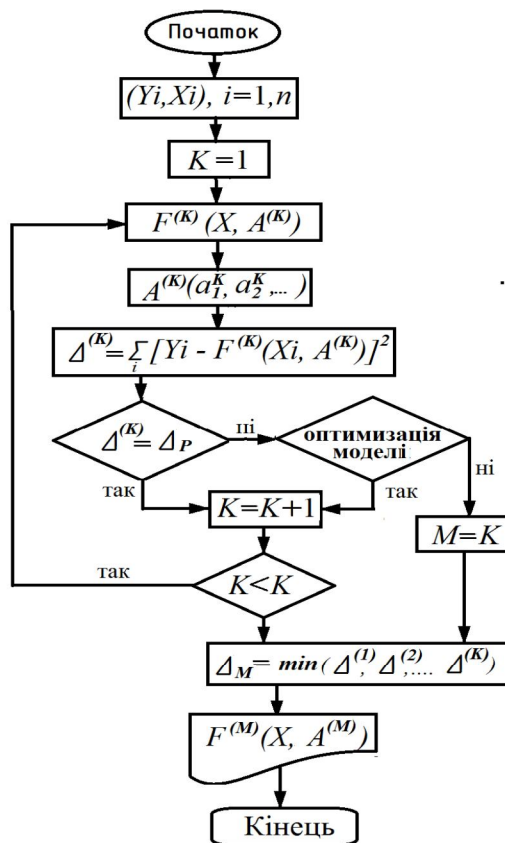 Початок
(Yi,Xi), i=1,n
K=1
F^(K)(X, A^(K))
A^(K)(a_1^K, a_2^K,...)
Δ^(K)=Σ_i[Yi - F^(K)(Xi, A^(K))]^2
Δ^(K)=Δ_P
ні
оптимизація
моделі
ні
так
так
K=K+1
M=K
так
K<K
Δ_M= min(Δ^(1), Δ^(2),.... Δ^(K))
F^(M)(X, A^(M))
Кінець